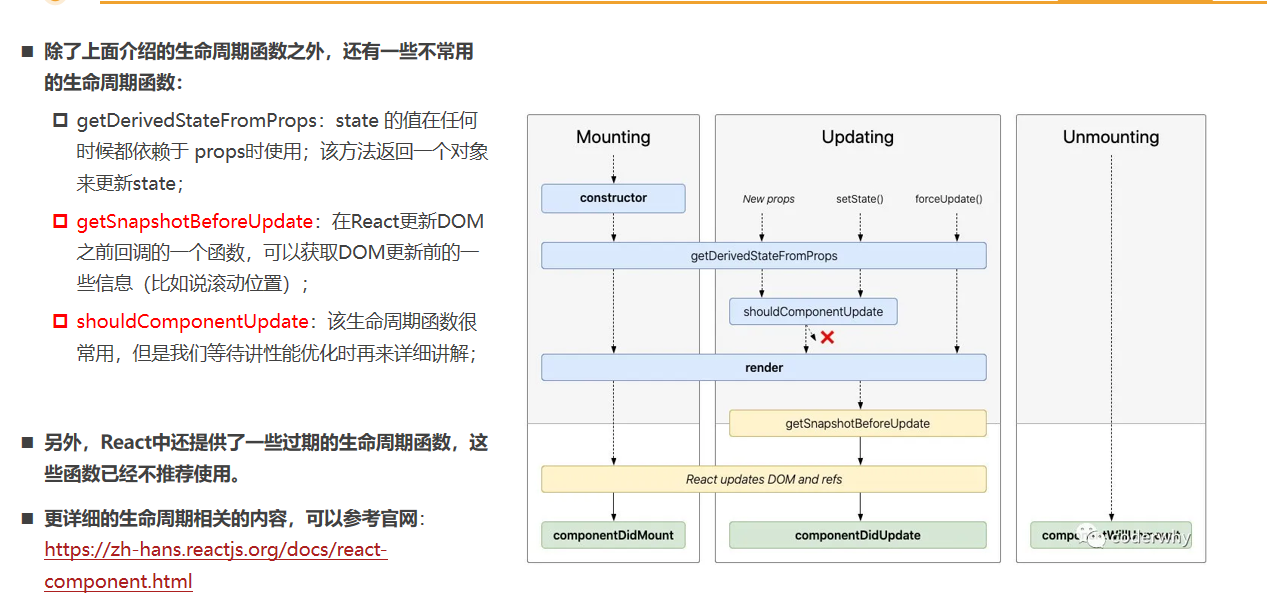 ■ 除了上面介绍的生命周期函数之外，还有一些不常用
的生命周期函数：
getDerivedStateFromProps：state 的值在任何
时候都依赖于 props时使用；该方法返回一个对象
来更新state；
getSnapshotBeforeUpdate：在React更新DOM
之前回调的一个函数，可以获取DOM更新前的一
些信息（比如说滚动位置）；
shouldComponentUpdate：该生命周期函数很
常用，但是我们等待讲性能优化时再来详细讲解；
■ 另外，React中还提供了一些过期的生命周期函数，这
些函数已经不推荐使用。
■ 更详细的生命周期相关的内容，可以参考官网：
https://zh-hans.reactjs.org/docs/react-
component.html
Mounting
Updating
Unmounting
constructor
New props
setState()
forceUpdate()
getDerivedStateFromProps
shouldComponentUpdate
render
getSnapshotBeforeUpdate
React updates DOM and refs
componentDidMount
componentDidUpdate
coderwhy